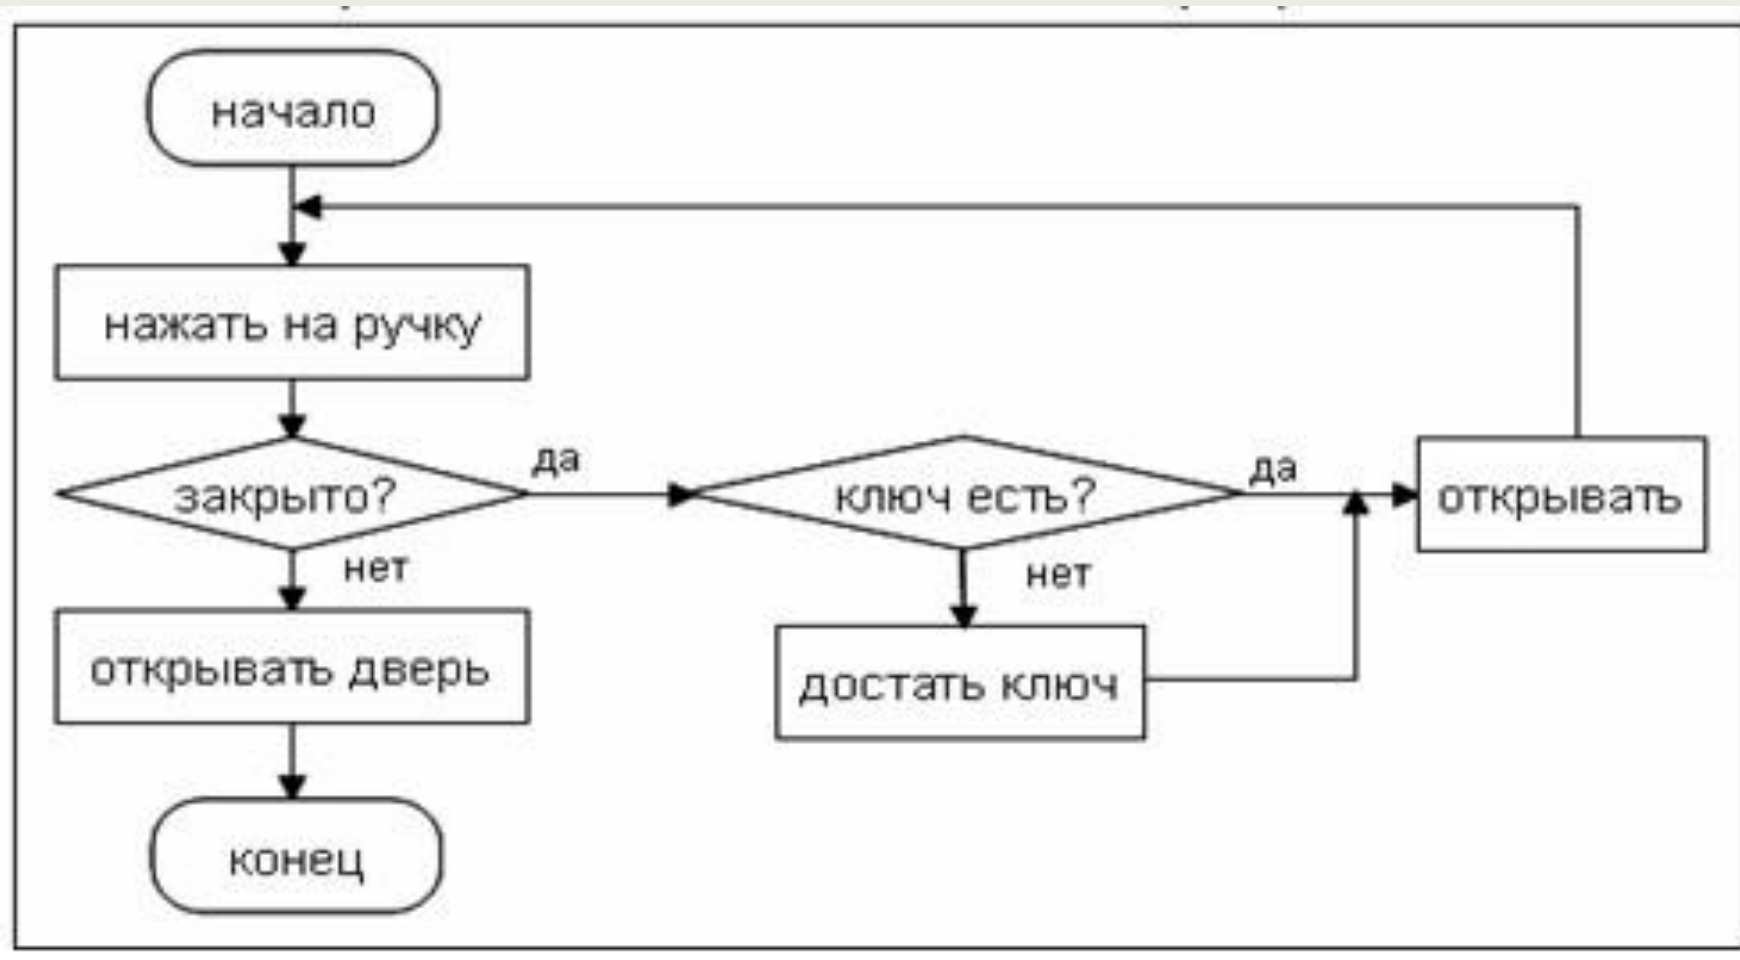 начало
нажать на ручку
закрыто?
да
ключ есть?
да
открывать
нет
нет
открывать дверь
достать ключ
конец